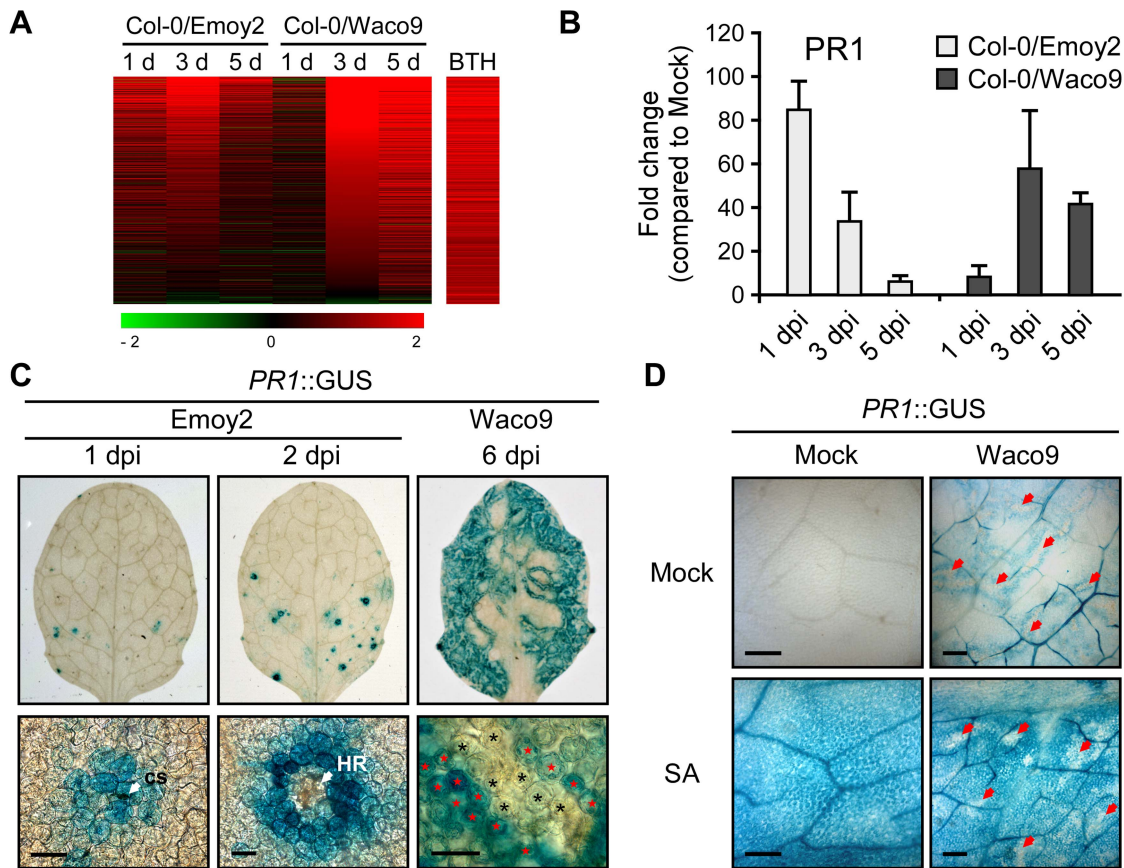 A
Col-0/Emoy2 Col-0/Waco9
1 d 3 d 5 d 1 d 3 d 5 d BTH
- 2 0 2
B
PR1
Col-0/Emoy2
Col-0/Waco9
Fold change
(compared to Mock)
120
100
80
60
40
20
0
1 dpi 3 dpi 5 dpi 1 dpi 3 dpi 5 dpi
C
PR1::GUS
Emoy2 Waco9
1 dpi 2 dpi 6 dpi
cs
HR
* * * * * * * *
D
PR1::GUS
Mock Waco9
Mock
SA